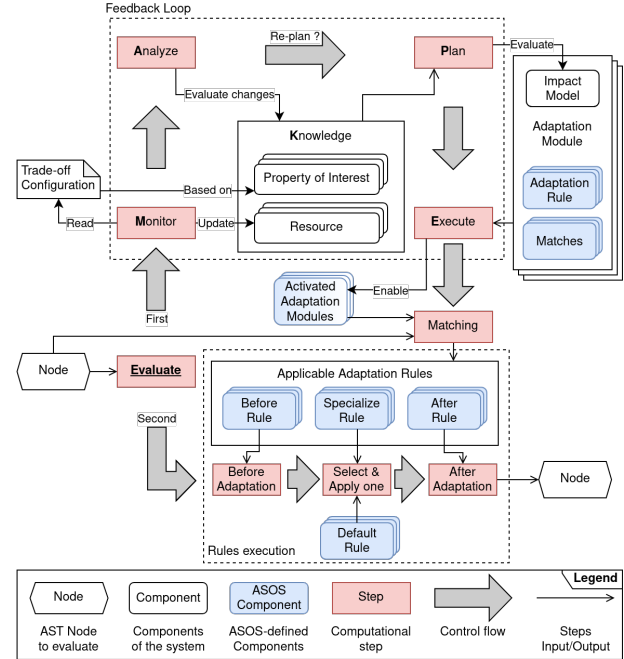 Feedback Loop
Analyze
Re-plan ?
Plan
Evaluate
Impact
Model
Evaluate changes
Adaptation
Module
Knowledge
Trade-off
Configuration
Based on
Property of Interest
Adaptation
Rule
Read
Monitor
Update
Resource
Execute
Matches
Activated
Adaptation
Modules
Enable
First
Matching
Node
Evaluate
Applicable Adaptation Rules
Before
Rule
Specialize
Rule
After
Rule
Second
Before
Adaptation
Select &
Apply one
After
Adaptation
Node
Default
Rule
Rules execution
Legend
Node
Component
ASOS
Component
Step
AST Node
to evaluate
Components
of the system
ASOS-defined
Components
Computational
step
Control flow
Steps
Input/Output